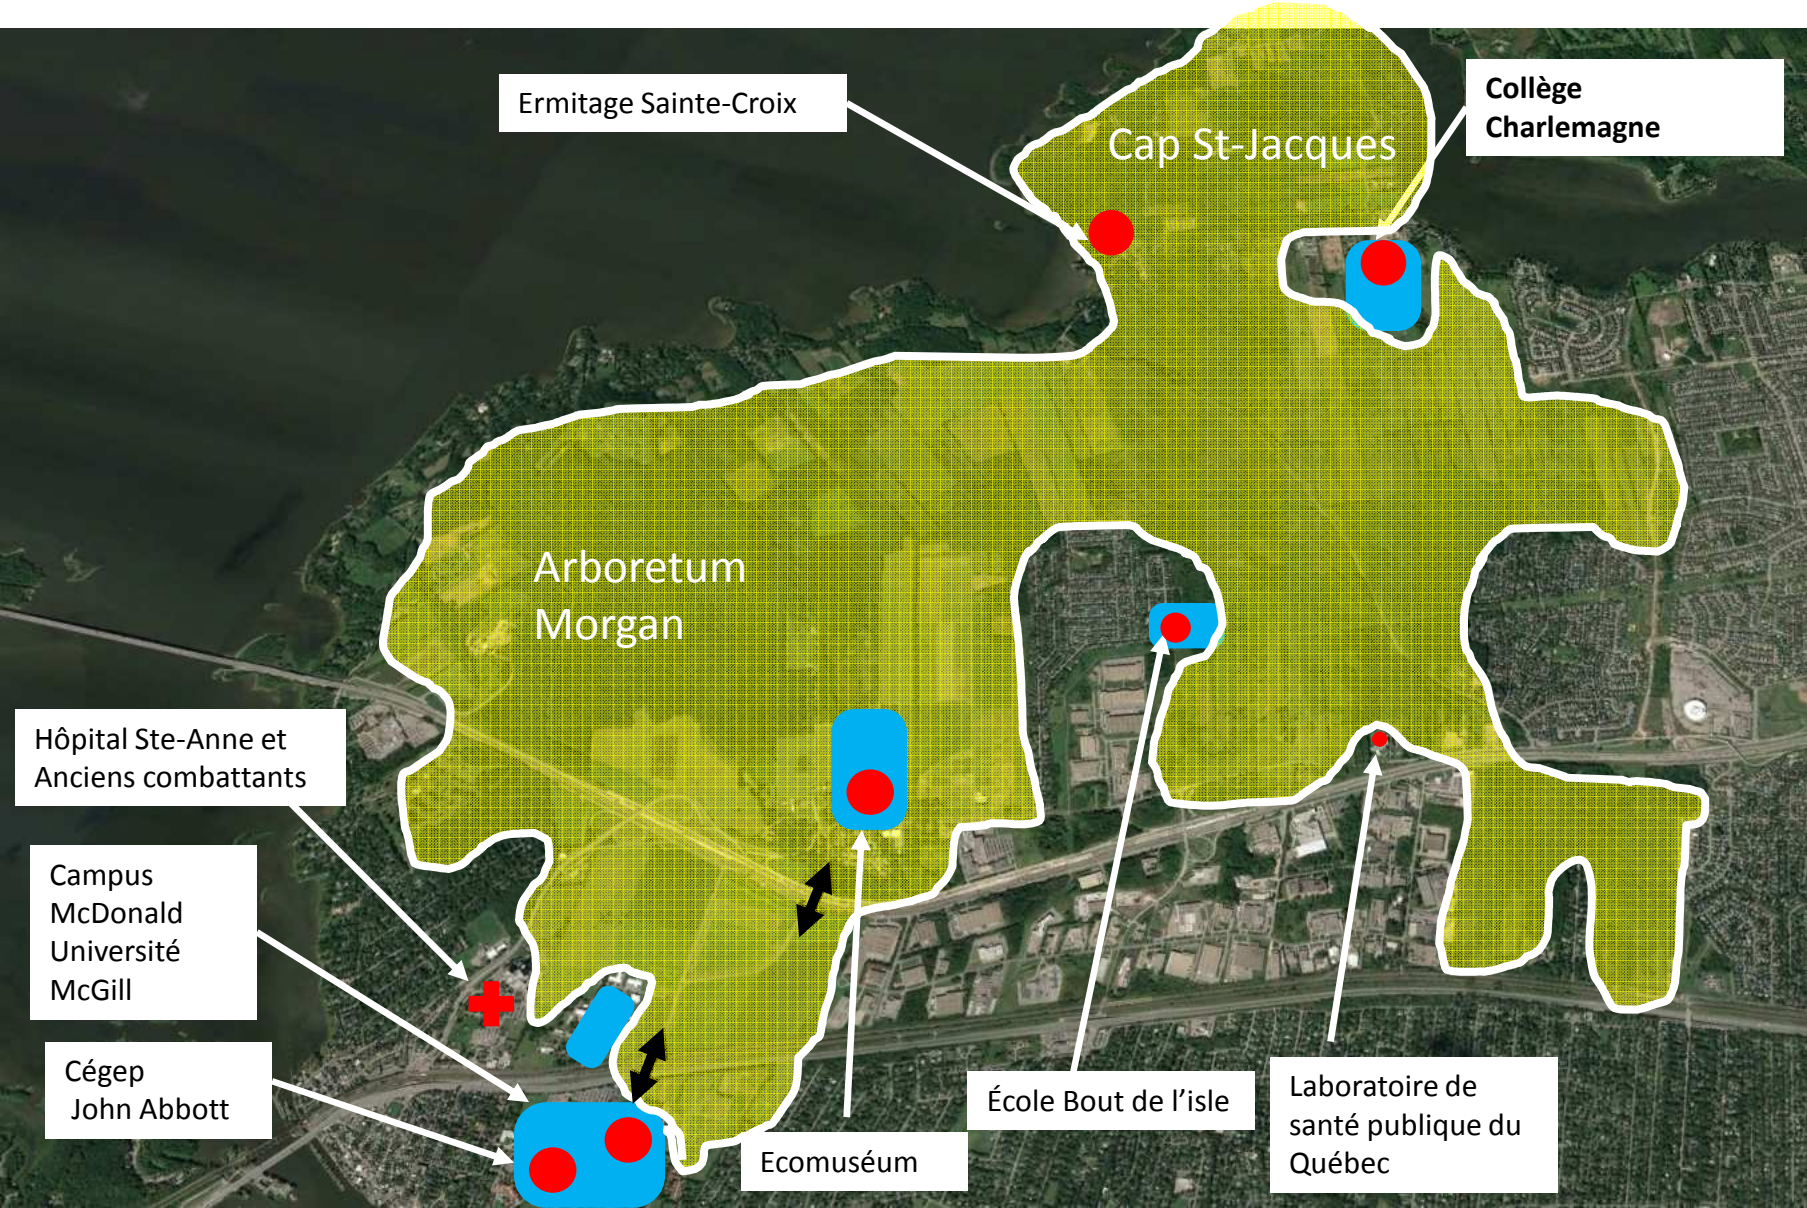 Ermitage Sainte-Croix
Collège
Charlemagne
Cap St-Jacques
Arboretum
Morgan
Hôpital Ste-Anne et
Anciens combattants
Campus
McDonald
Université
McGill
Cégep
John Abbott
Ecomuséum
École Bout de l’isle
Laboratoire de
santé publique du
Québec